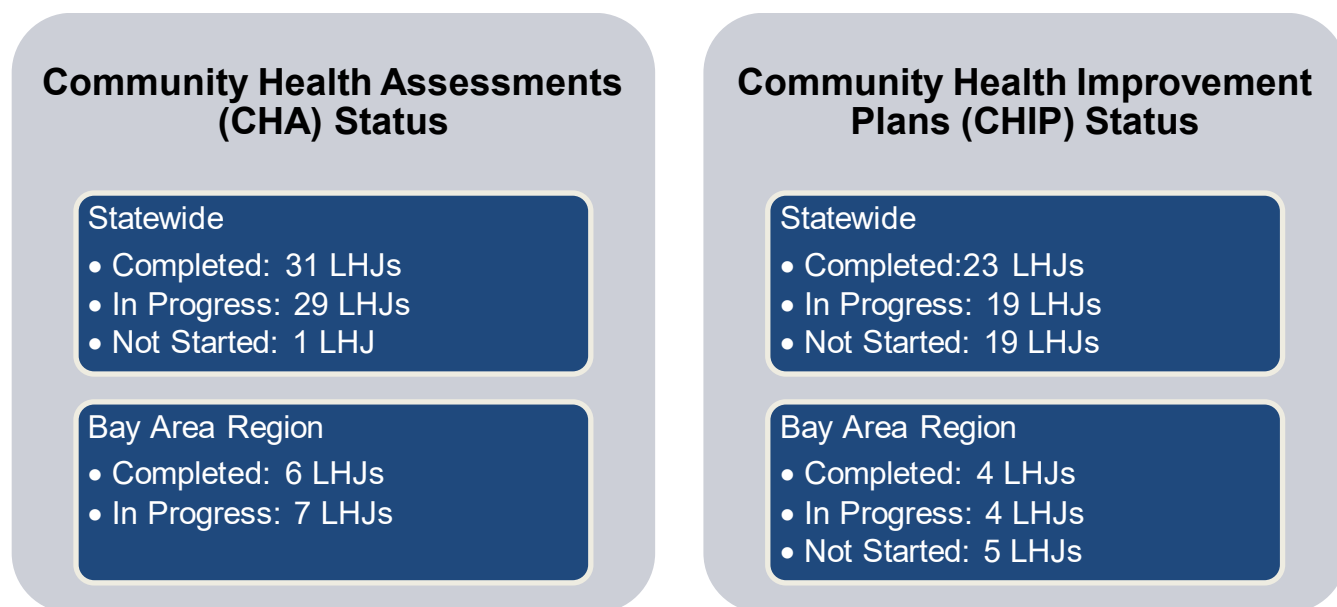 Community Health Assessments
(CHA) Status
Statewide
• Completed: 31 LHJs
• In Progress: 29 LHJs
• Not Started: 1 LHJ
Bay Area Region
• Completed: 6 LHJs
• In Progress: 7 LHJs
Community Health Improvement
Plans (CHIP) Status
Statewide
• Completed:23 LHJs
• In Progress: 19 LHJs
• Not Started: 19 LHJs
Bay Area Region
• Completed: 4 LHJs
• In Progress: 4 LHJs
• Not Started: 5 LHJs